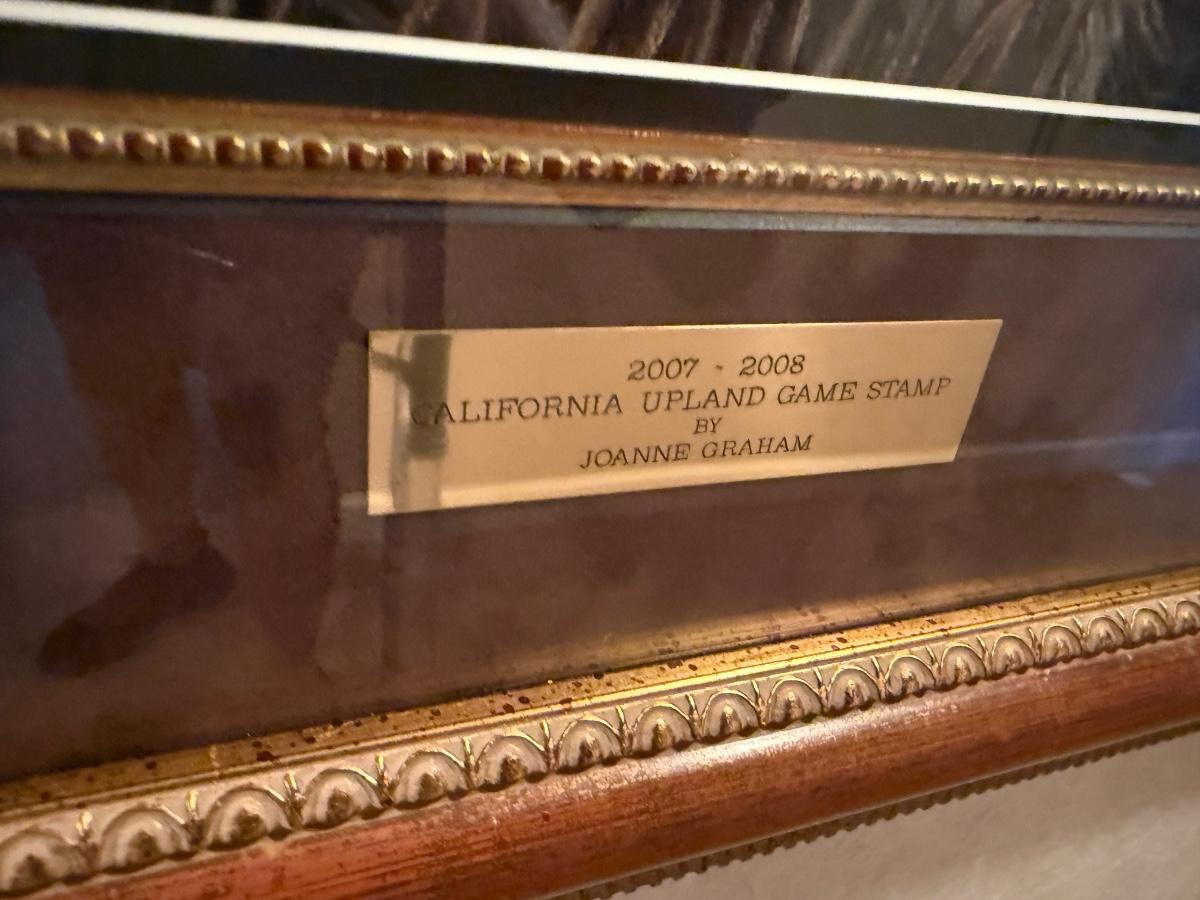 2007 - 2008
CALIFORNIA UPLAND GAME STAMP
BY
JOANNE GRAHAM